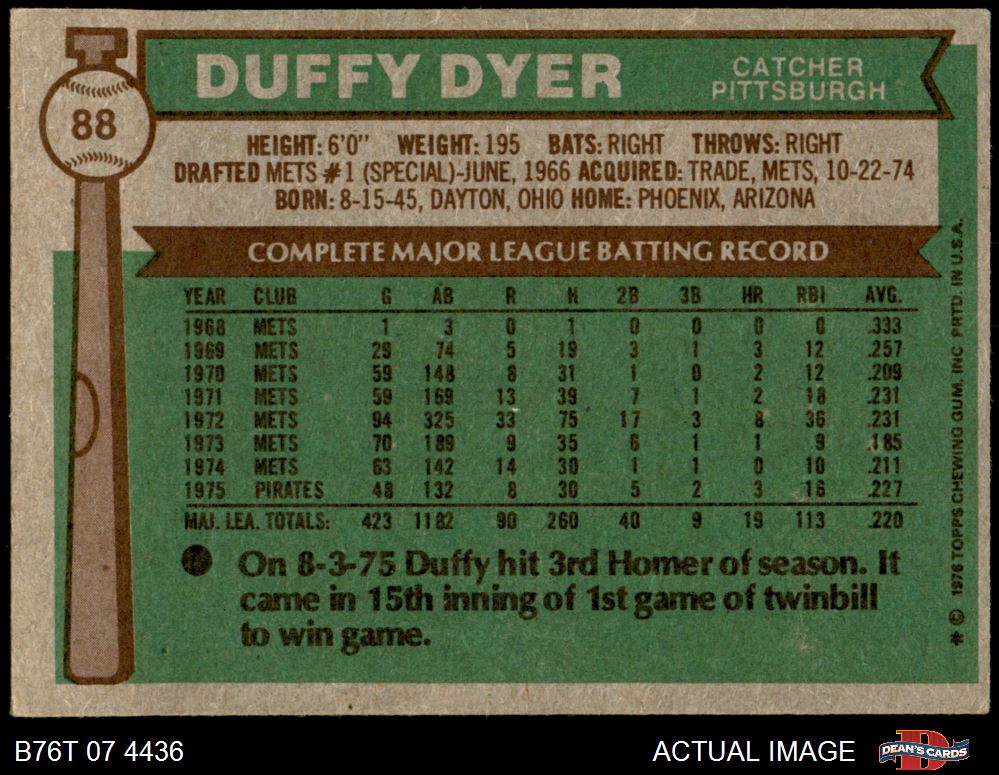 88
DUFFY DYER
CATCHER
PITTSBURGH
HEIGHT: 6'0" WEIGHT: 195 BATS: RIGHT THROWS: RIGHT
DRAFTED METS #1 (SPECIAL)-JUNE, 1966 ACQUIRED: TRADE, METS, 10-22-74
BORN: 8-15-45, DAYTON, OHIO HOME: PHOENIX, ARIZONA
COMPLETE MAJOR LEAGUE BATTING RECORD
YEAR CLUB G AB R H 2B 3B HR RBI AVG.
1968 METS 1 3 0 1 0 0 0 0 .333
1969 METS 29 74 5 19 3 1 3 12 .257
1970 METS 59 148 8 31 1 0 2 12 .209
1971 METS 59 169 13 39 7 1 2 18 .231
1972 METS 94 325 33 75 17 3 8 36 .231
1973 METS 70 189 9 35 6 1 1 9 .185
1974 METS 63 142 14 30 1 1 0 10 .211
1975 PIRATES 48 132 8 30 5 2 3 16 .227
MAJ. LEA. TOTALS: 423 1182 90 260 40 9 19 113 .220
On 8-3-75 Duffy hit 3rd Homer of season. It
came in 15th inning of 1st game of twinbill
to win game.
* © 1976 TOPPS CHEWING GUM, INC PRTD. IN U.S.A.
B76T 07 4436
ACTUAL IMAGE
D
DEAN'S CARDS